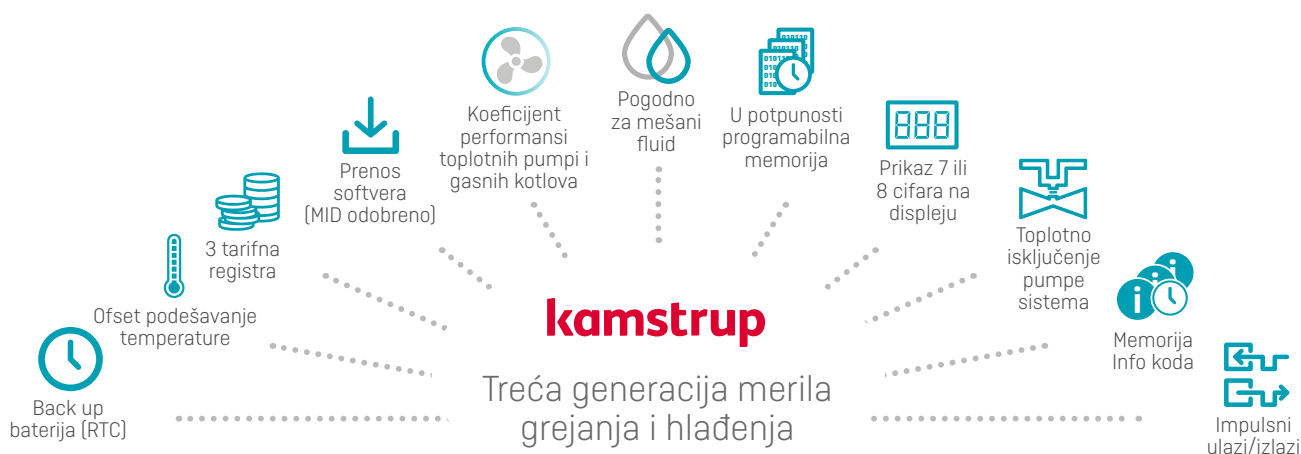 Back up
baterija (RTC)
Ofset podešavanje
temperature
3 tarifna
registra
Prenos
softvera
(MID odobreno)
Koeficijent
performansi
toplotnih pumpi i
gasnih kotlova
Pogodno
za mešani
fluid
U potpunosti
programabilna
memorija
Prikaz 7 ili
8 cifara na
displeju
Toplotno
isključenje
pumpe
sistema
Memorija
Info koda
Impulsni
ulazi/izlazi
kamstrup
Treća generacija merila
grejanja i hlađenja
888